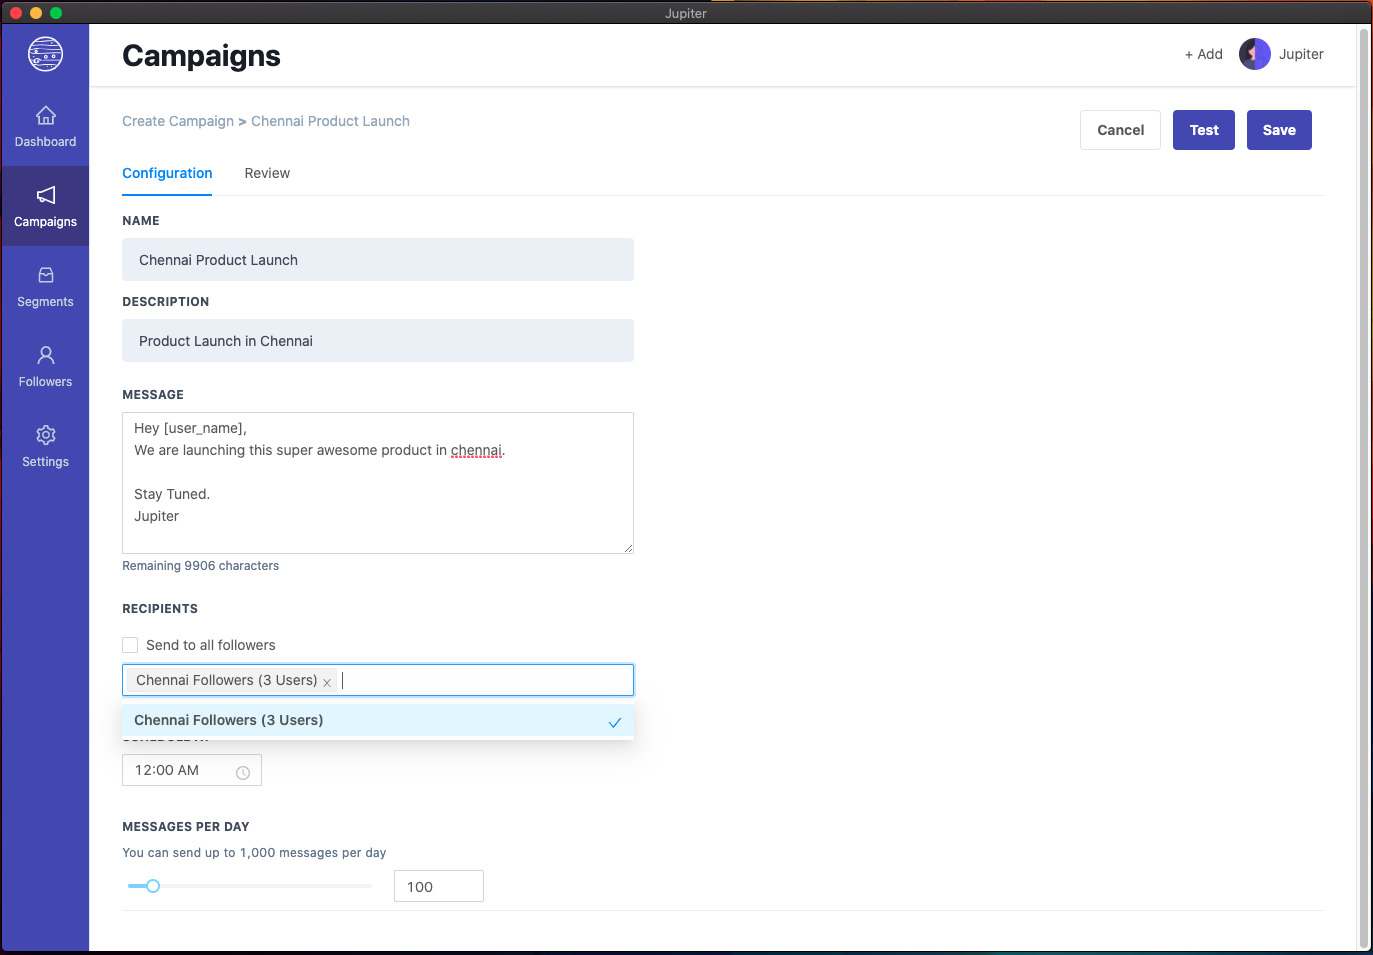 Jupiter
Campaigns
+ Add
Jupiter
Dashboard
Campaigns
Segments
Followers
Settings
Create Campaign > Chennai Product Launch
Cancel
Test
Save
Configuration
Review
NAME
Chennai Product Launch
DESCRIPTION
Product Launch in Chennai
MESSAGE
Hey [user_name],
We are launching this super awesome product in chennai.
Stay Tuned.
Jupiter
Remaining 9906 characters
RECIPIENTS
Send to all followers
Chennai Followers (3 Users) x
Chennai Followers (3 Users)
12:00 AM
MESSAGES PER DAY
You can send up to 1,000 messages per day
100